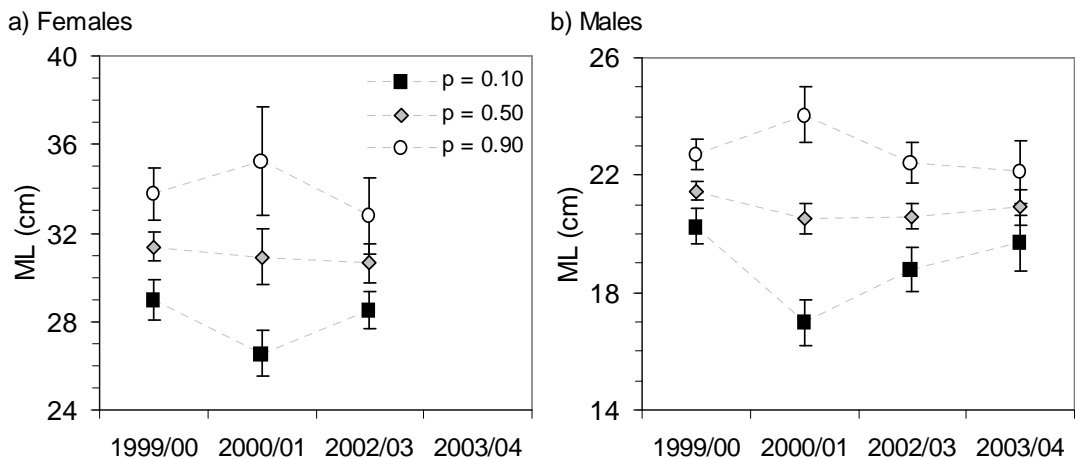 a) Females
ML (cm)
40
36
32
28
24
p = 0.10
p = 0.50
p = 0.90
1999/00 2000/01 2002/03 2003/04
b) Males
ML (cm)
26
22
18
14
1999/00 2000/01 2002/03 2003/04